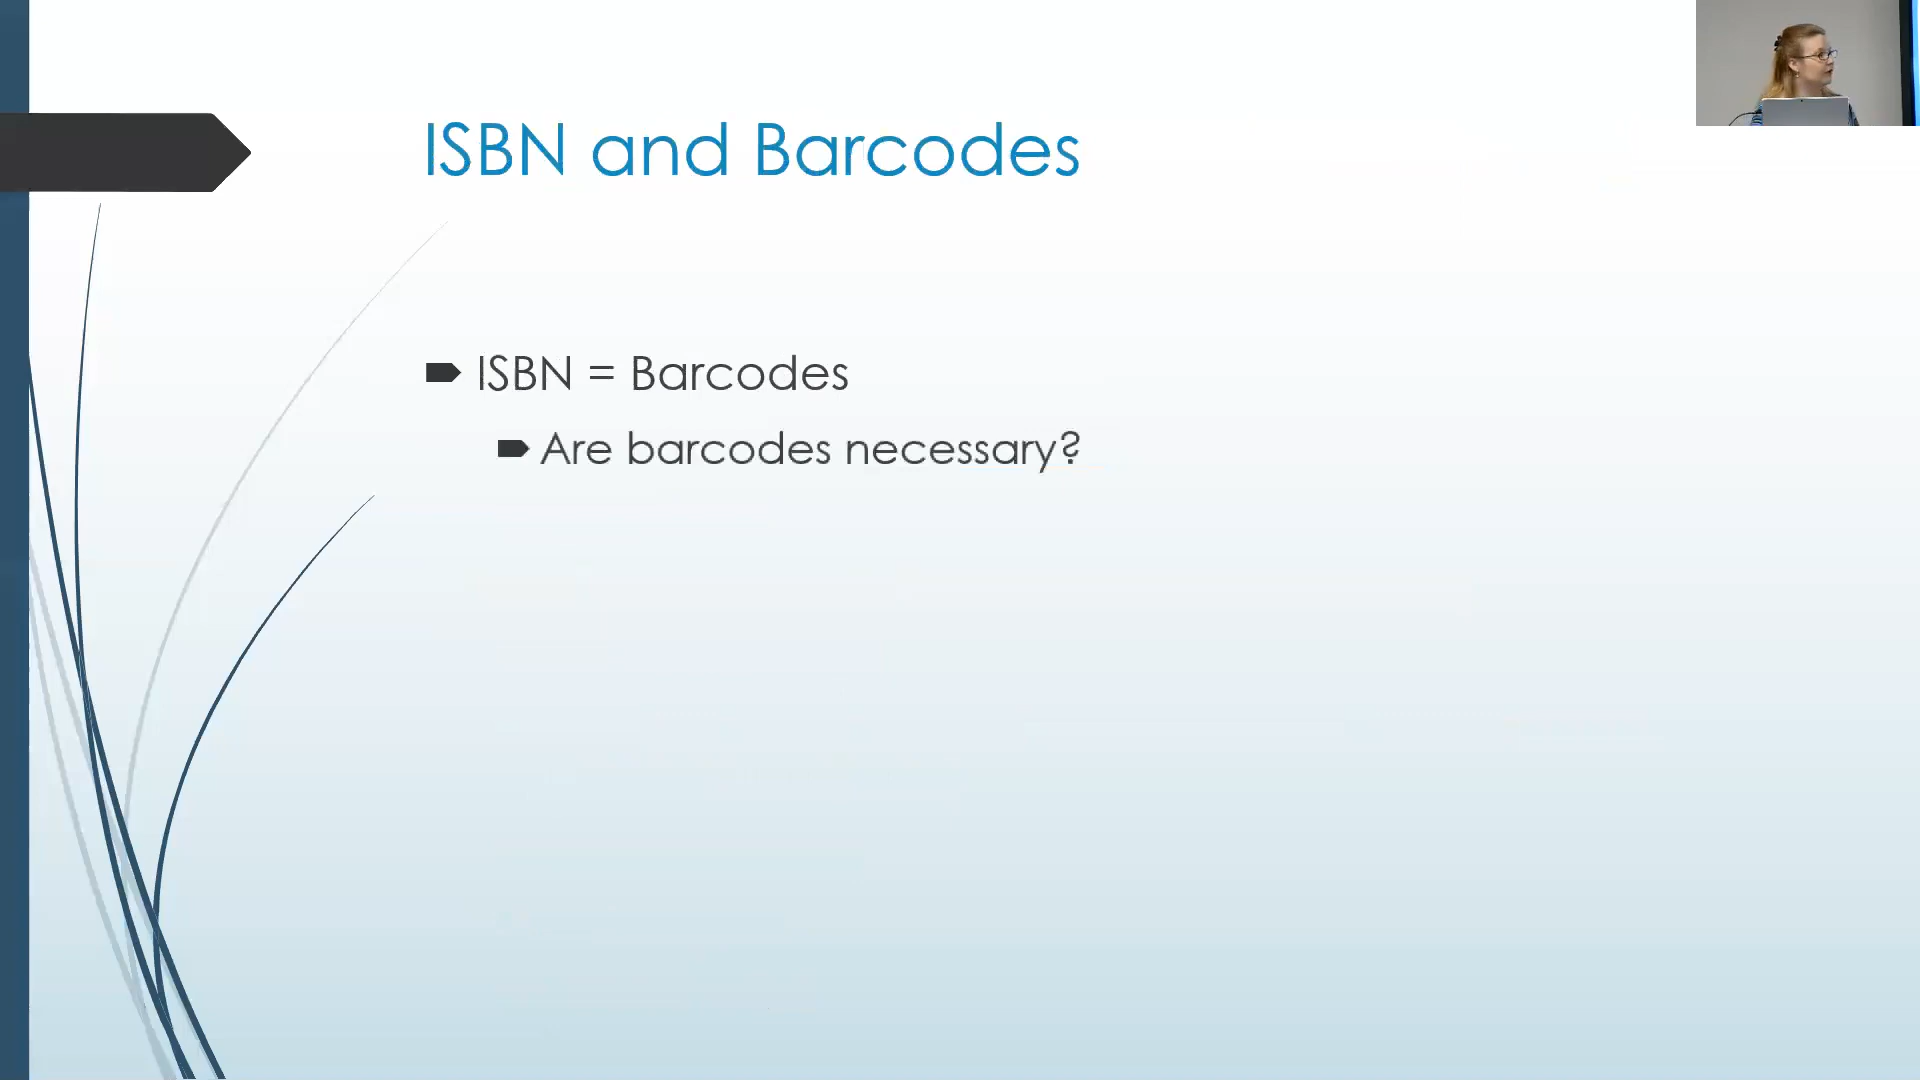 ISBN and Barcodes
ISBN = Barcodes
Are barcodes necessary?